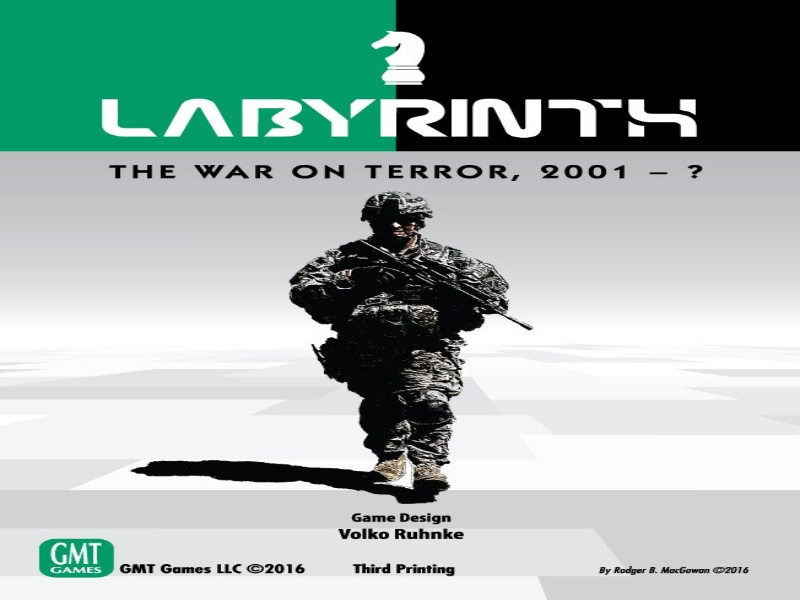 LABYRINTH
THE WAR ON TERROR, 2001 – ?
Game Design
Volko Ruhnke
GMT
GAMES
GMT Games LLC ©2016
Third Printing
By Rodger B. MacGowan ©2016